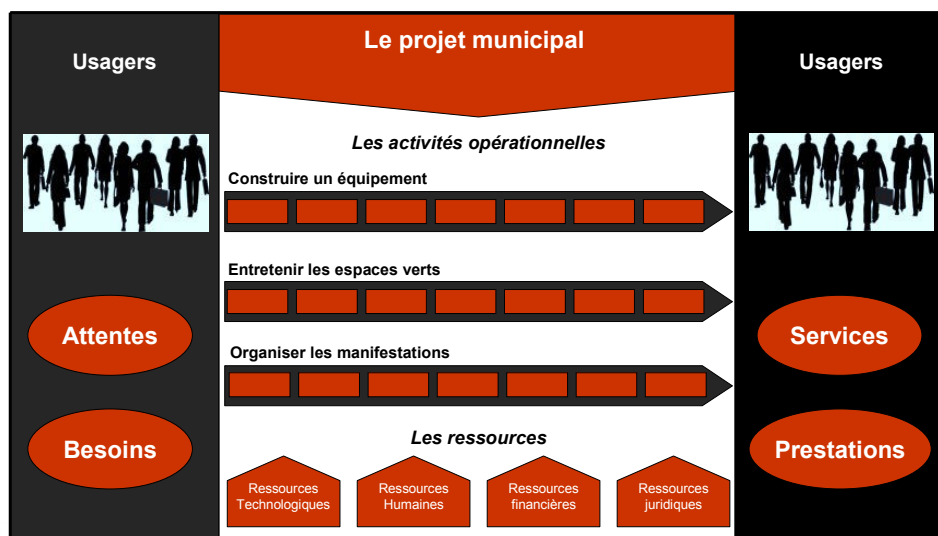 Usagers
Attentes
Besoins
Le projet municipal
Les activités opérationnelles
Construire un équipement
Entretenir les espaces verts
Organiser les manifestations
Les ressources
Ressources
Technologiques
Ressources
Humaines
Ressources
financières
Ressources
juridiques
Usagers
Services
Prestations